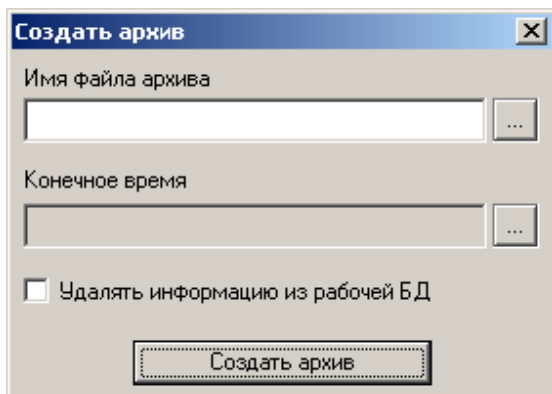 Создать архив
Имя файла архива
...
Конечное время
...
Удалять информацию из рабочей БД
Создать архив